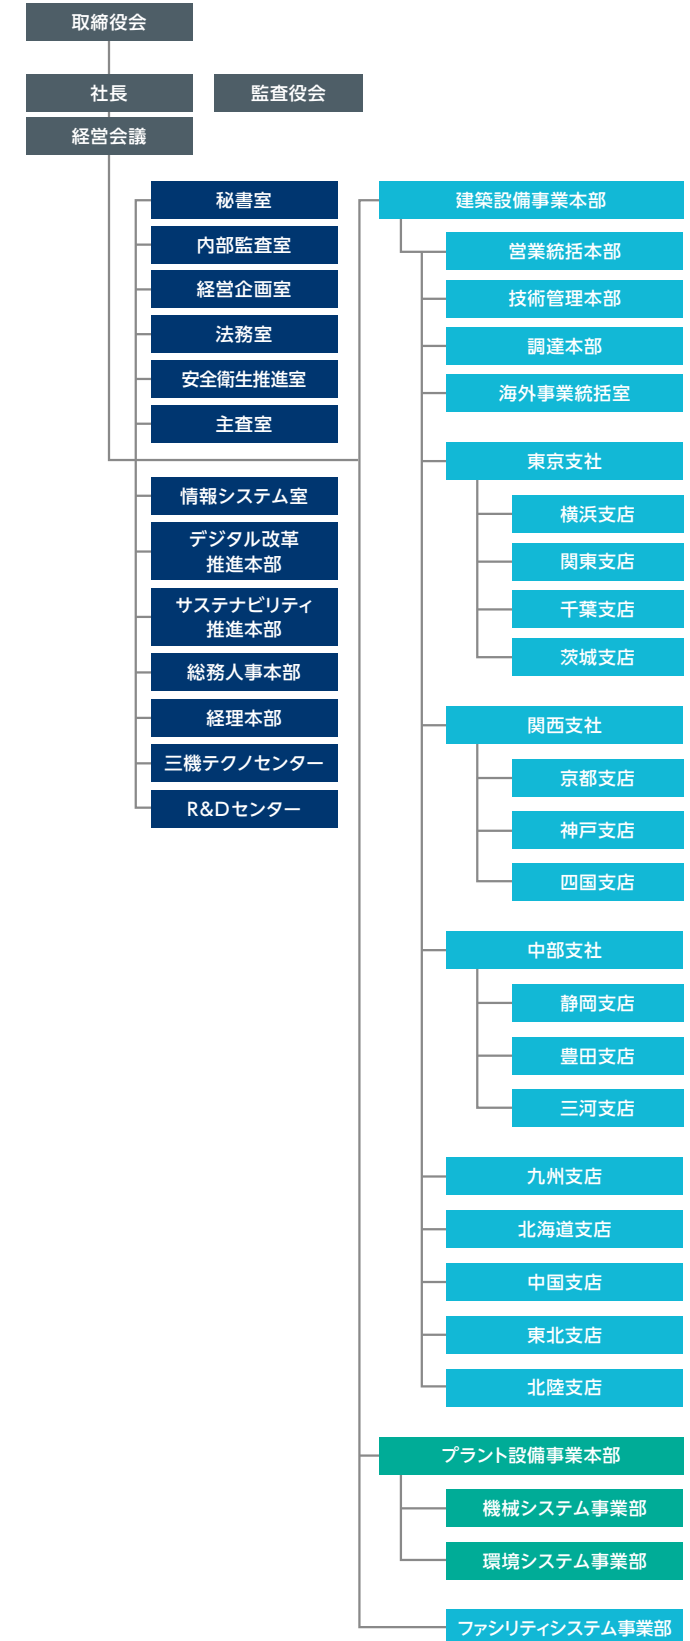 取締役会
社長
監査役会
経営会議
秘書室
内部監査室
経営企画室
法務室
安全衛生推進室
主査室
情報システム室
デジタル改革
推進本部
サステナビリティ
推進本部
総務人事本部
経理本部
三機テクノセンター
R&Dセンター
建築設備事業本部
営業統括本部
技術管理本部
調達本部
海外事業統括室
東京支社
横浜支店
関東支店
千葉支店
茨城支店
関西支社
京都支店
神戸支店
四国支店
中部支社
静岡支店
豊田支店
三河支店
九州支店
北海道支店
中国支店
東北支店
北陸支店
プラント設備事業本部
機械システム事業部
環境システム事業部
ファシリティシステム事業部